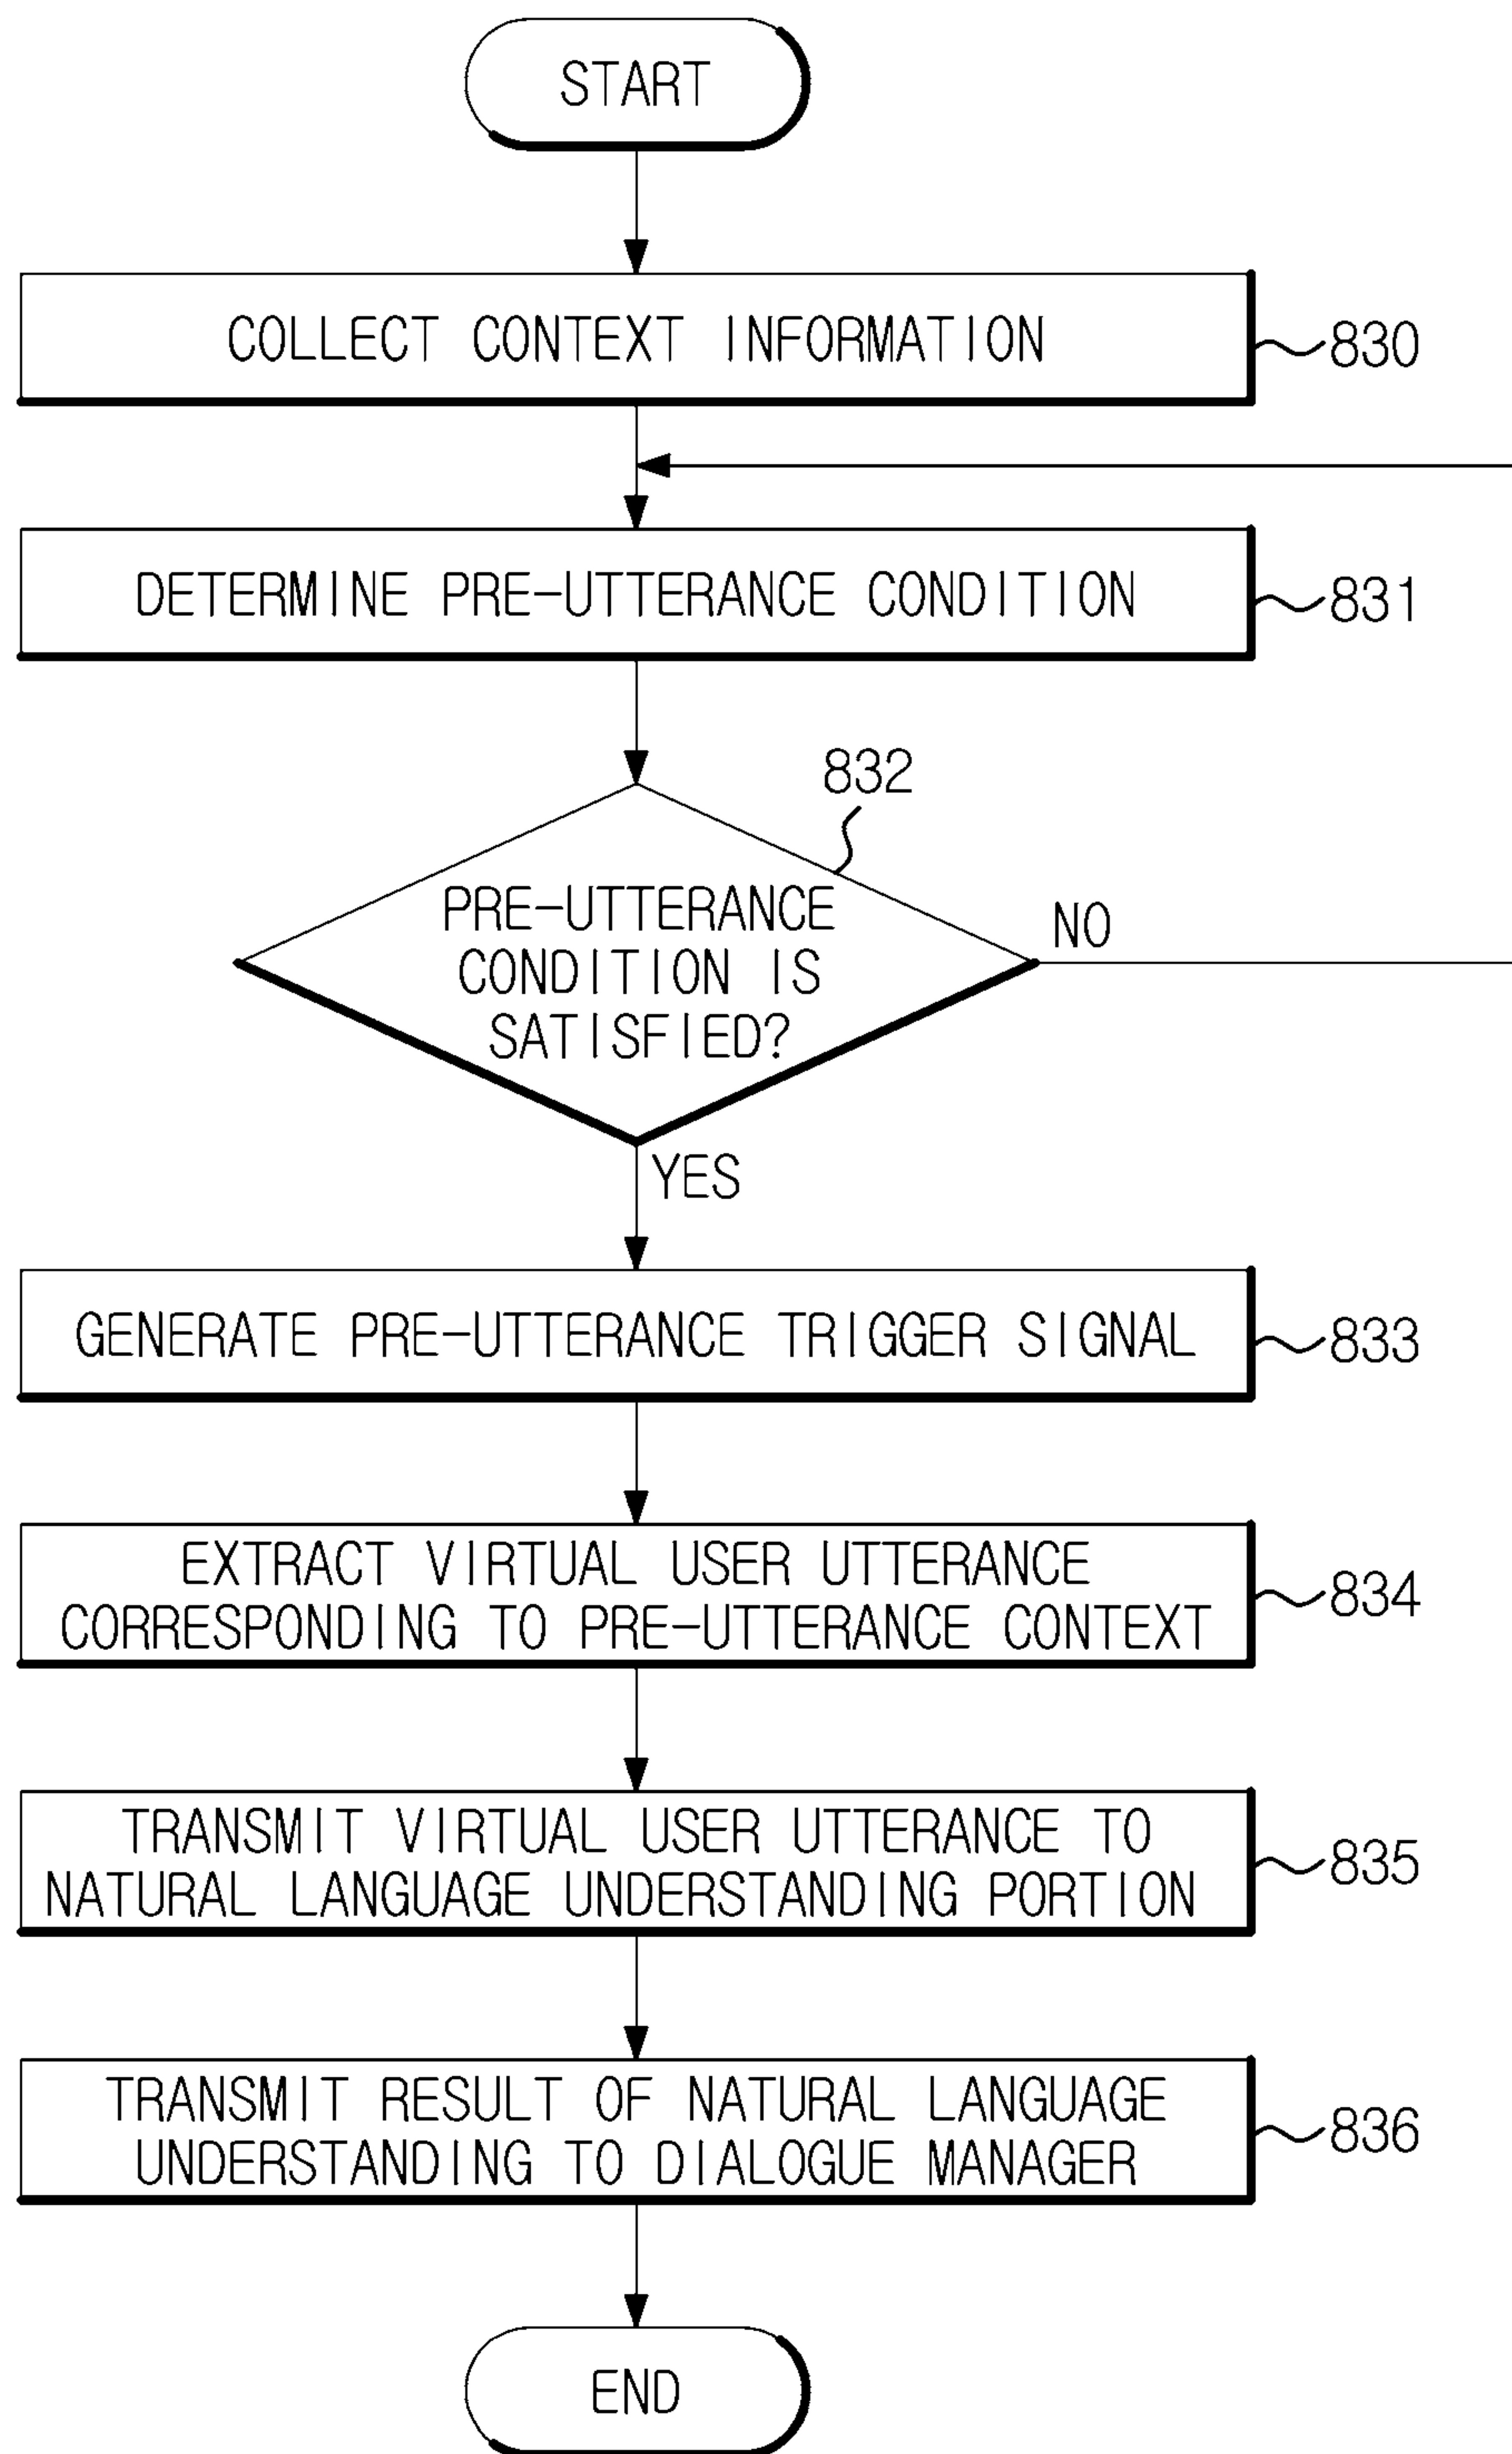 START
COLLECT CONTEXT INFORMATION
830
DETERMINE PRE-UTTERANCE CONDITION
831
832
PRE-UTTERANCE
CONDITION IS
SATISFIED?
NO
YES
GENERATE PRE-UTTERANCE TRIGGER SIGNAL
833
EXTRACT VIRTUAL USER UTTERANCE
CORRESPONDING TO PRE-UTTERANCE CONTEXT
834
TRANSMIT VIRTUAL USER UTTERANCE TO
NATURAL LANGUAGE UNDERSTANDING PORTION
835
TRANSMIT RESULT OF NATURAL LANGUAGE
UNDERSTANDING TO DIALOGUE MANAGER
836
END